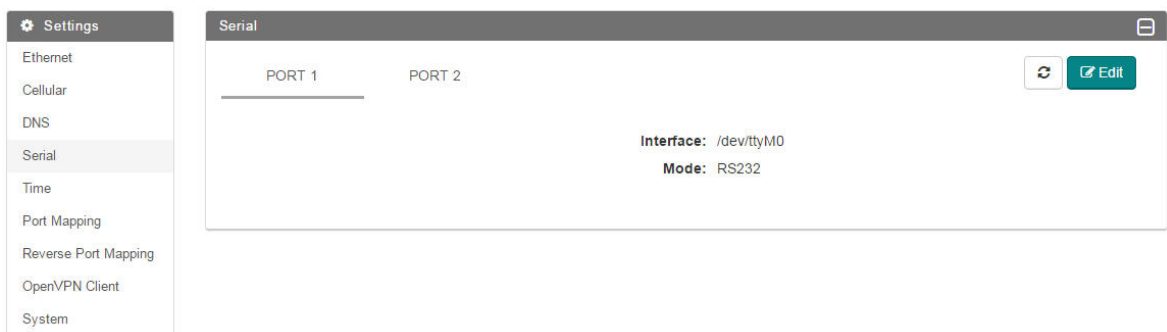 Settings
Ethernet
Cellular
DNS
Serial
Time
Port Mapping
Reverse Port Mapping
OpenVPN Client
System
Serial
PORT 1 PORT 2
Edit
Interface: /dev/ttyM0
Mode: RS232